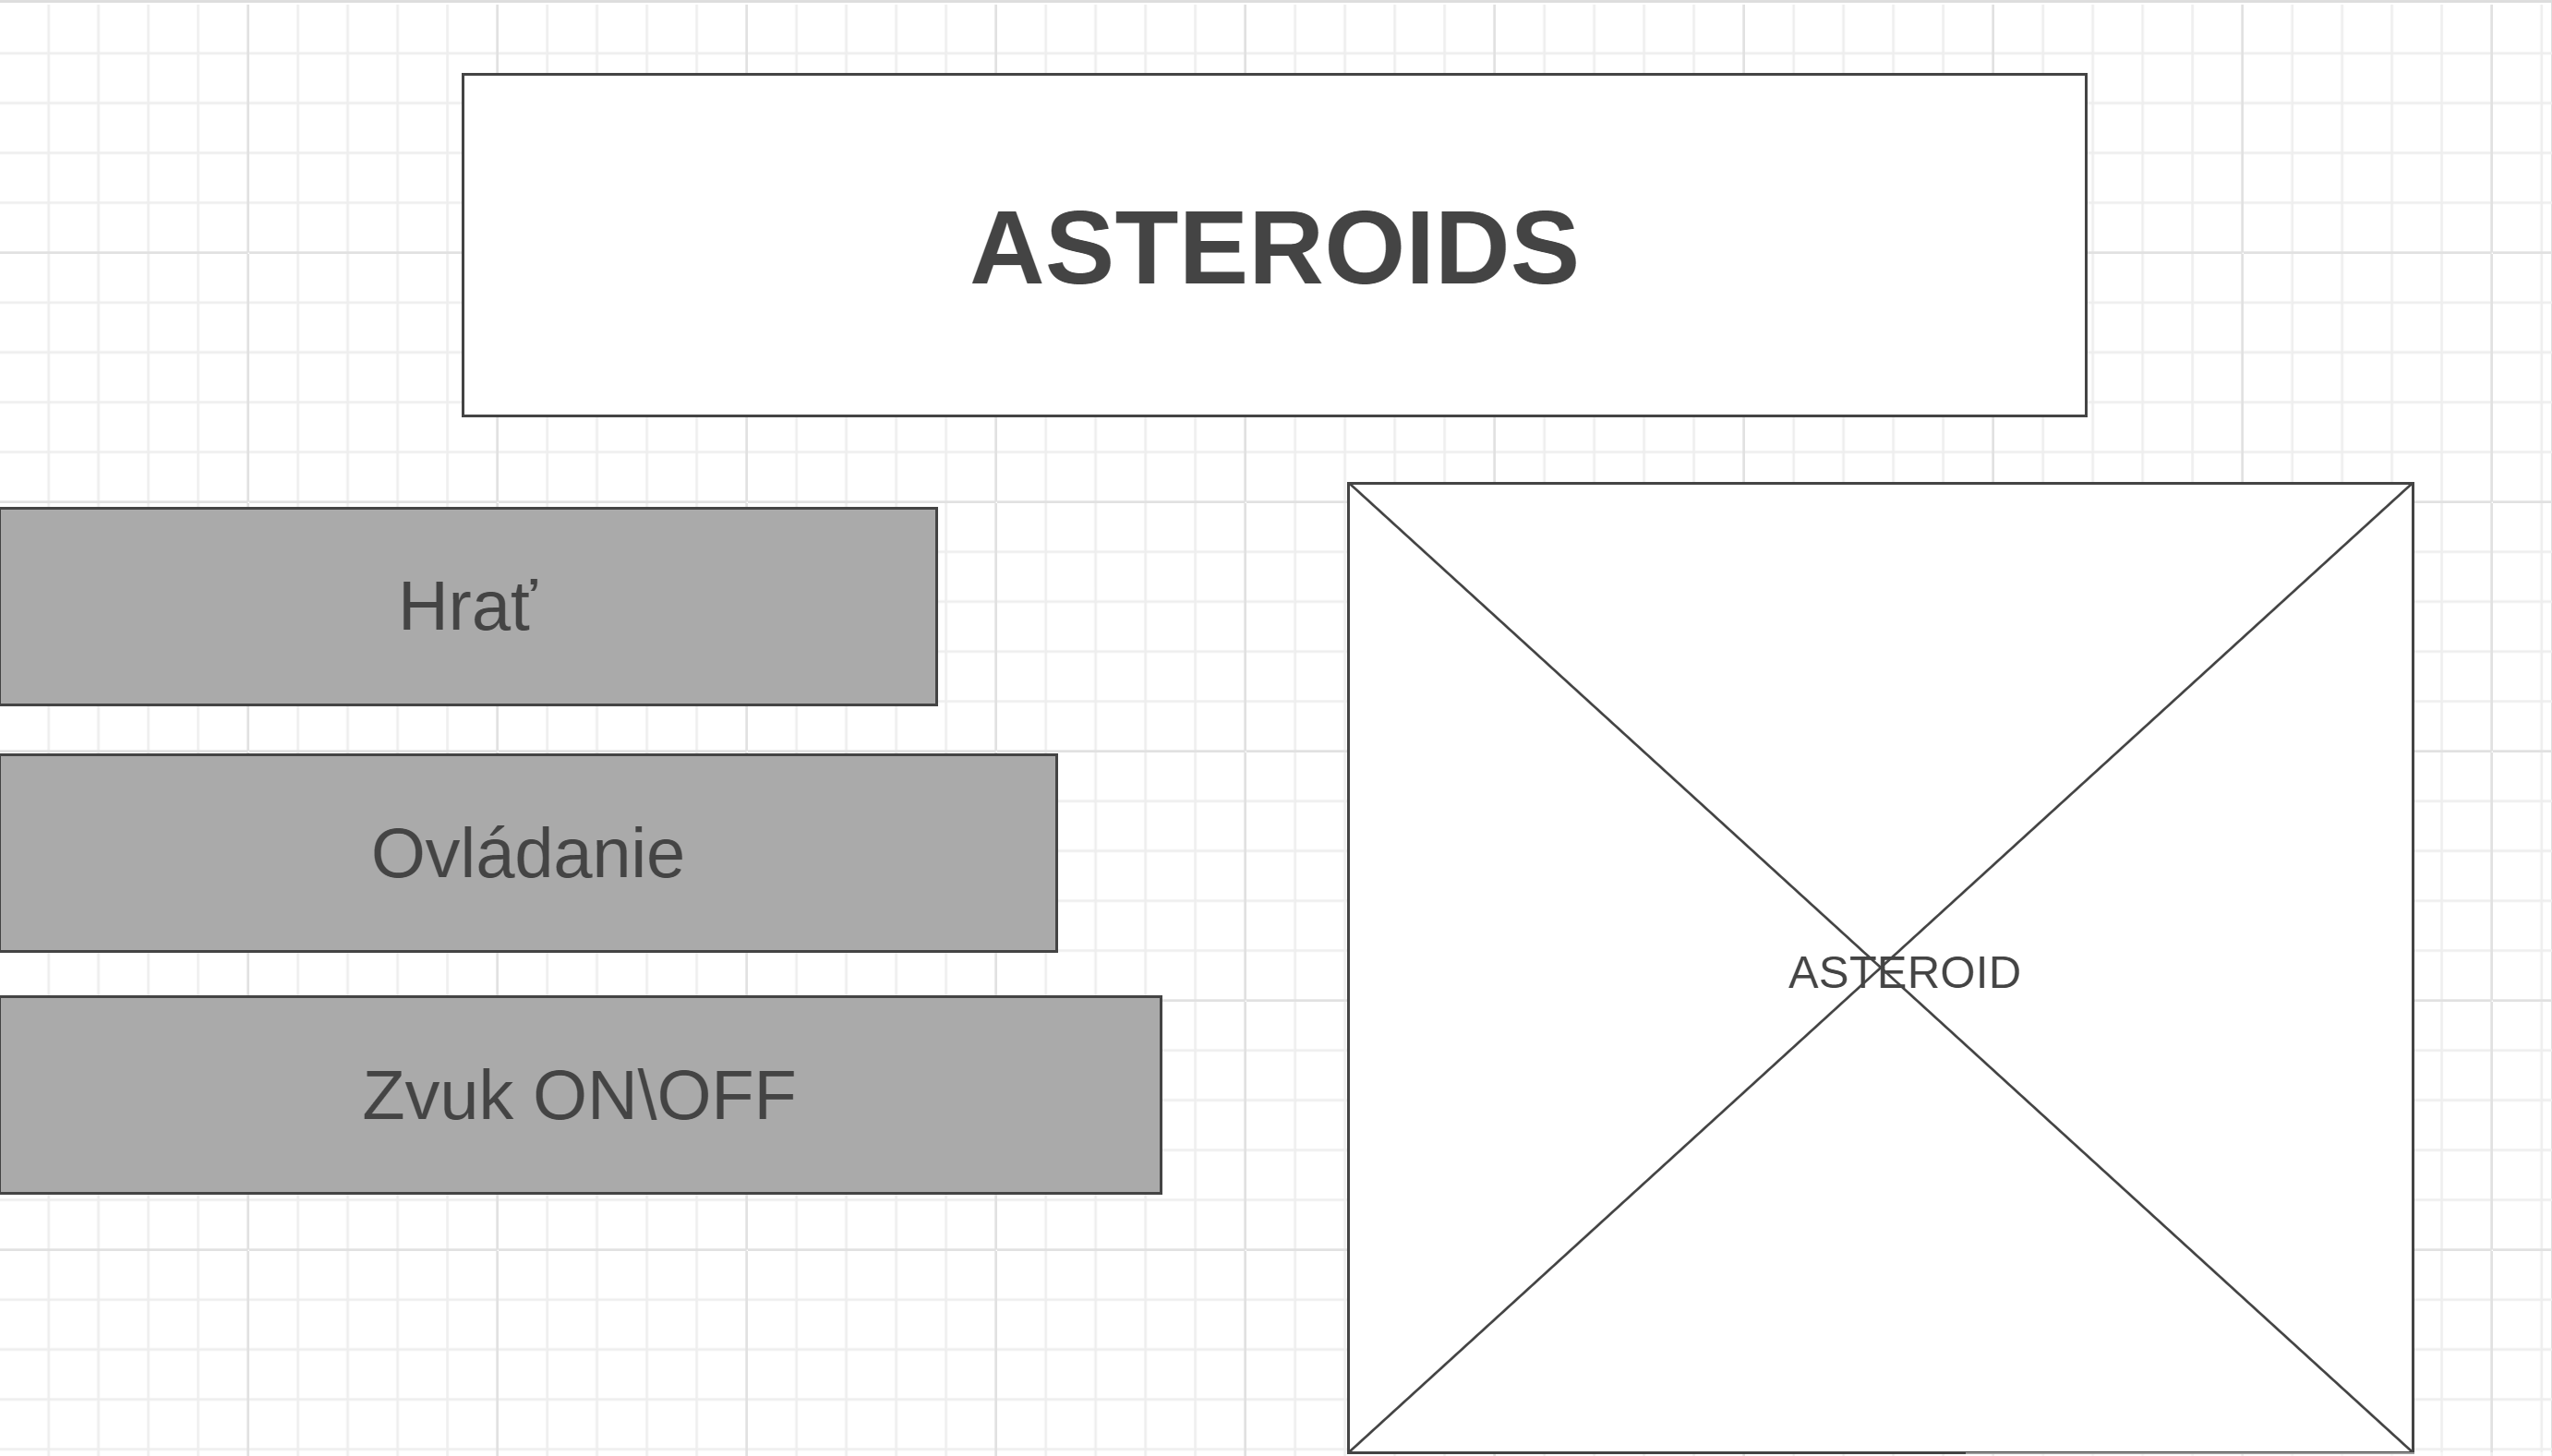 ASTEROIDS
Hrať
Ovládanie
Zvuk ON\OFF
ASTEROID